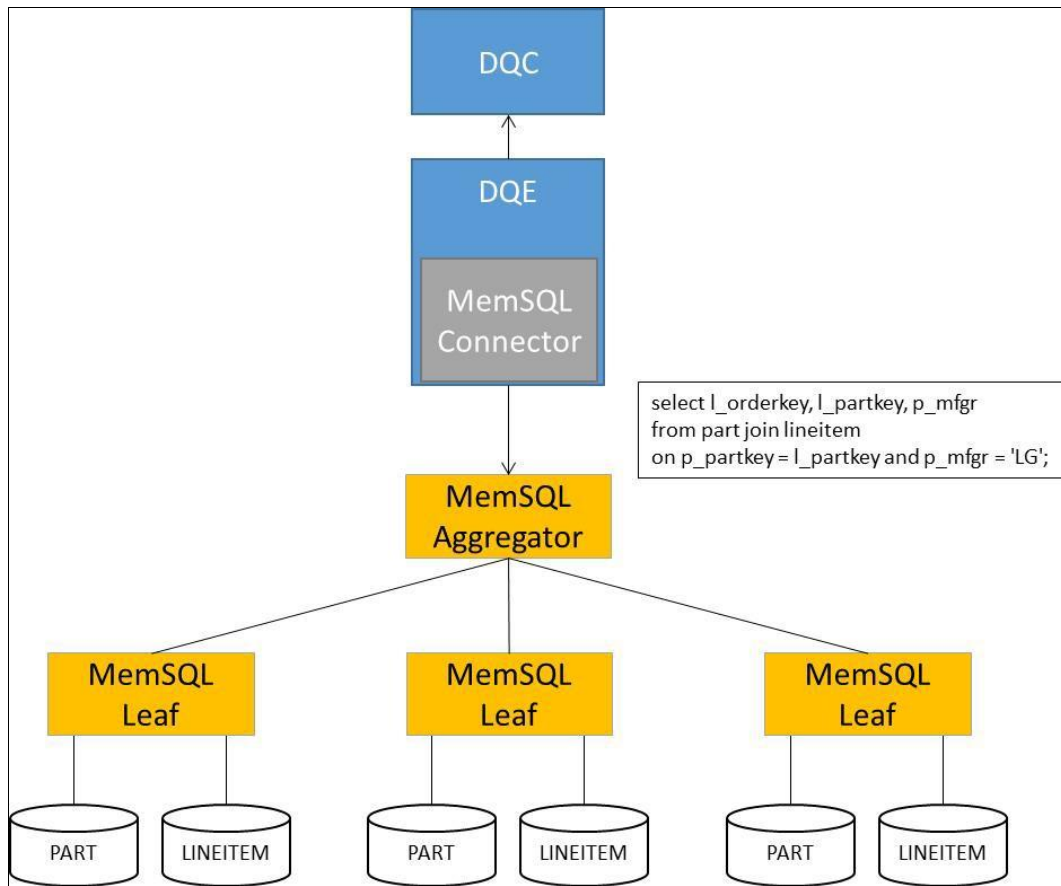 DQC
DQE
MemSQL
Connector
select l_orderkey, l_partkey, p_mfgr
from part join lineitem
on p_partkey = l_partkey and p_mfgr = 'LG';
MemSQL
Aggregator
MemSQL
Leaf
MemSQL
Leaf
MemSQL
Leaf
PART
LINEITEM
PART
LINEITEM
PART
LINEITEM